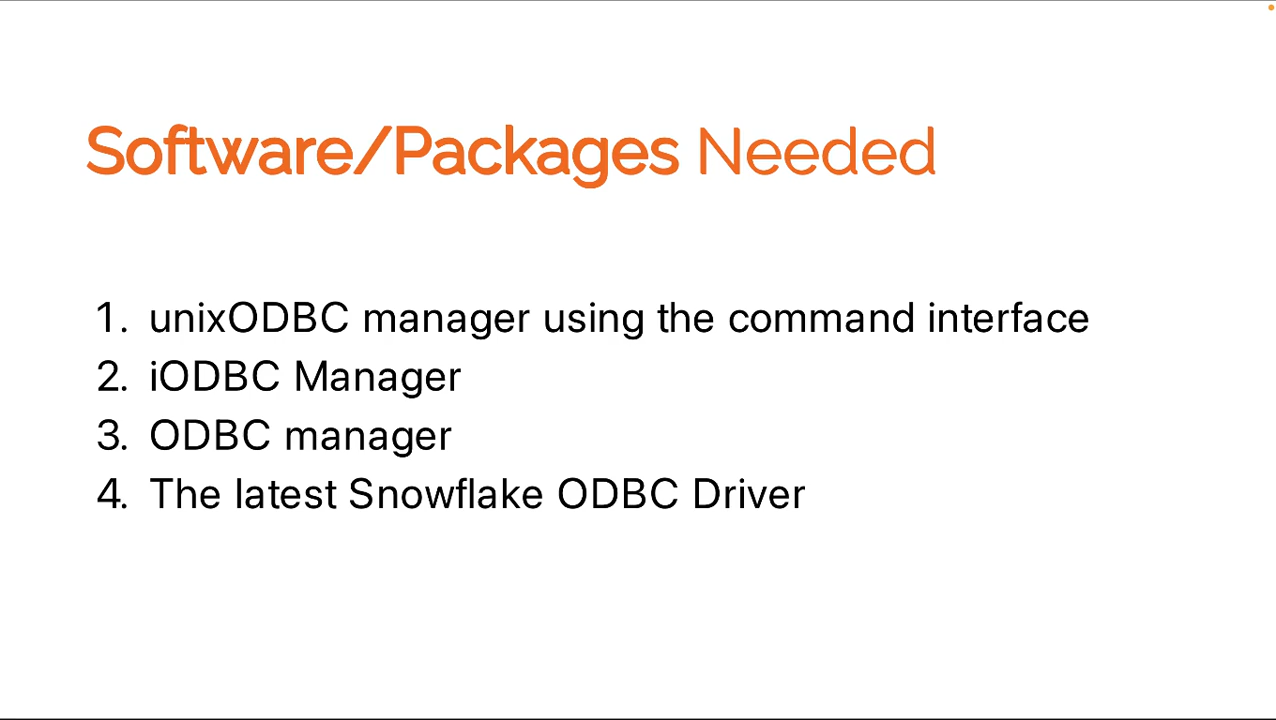 Software/Packages Needed
1. unixODBC manager using the command interface
2. iODBC Manager
3. ODBC manager
4. The latest Snowflake ODBC Driver